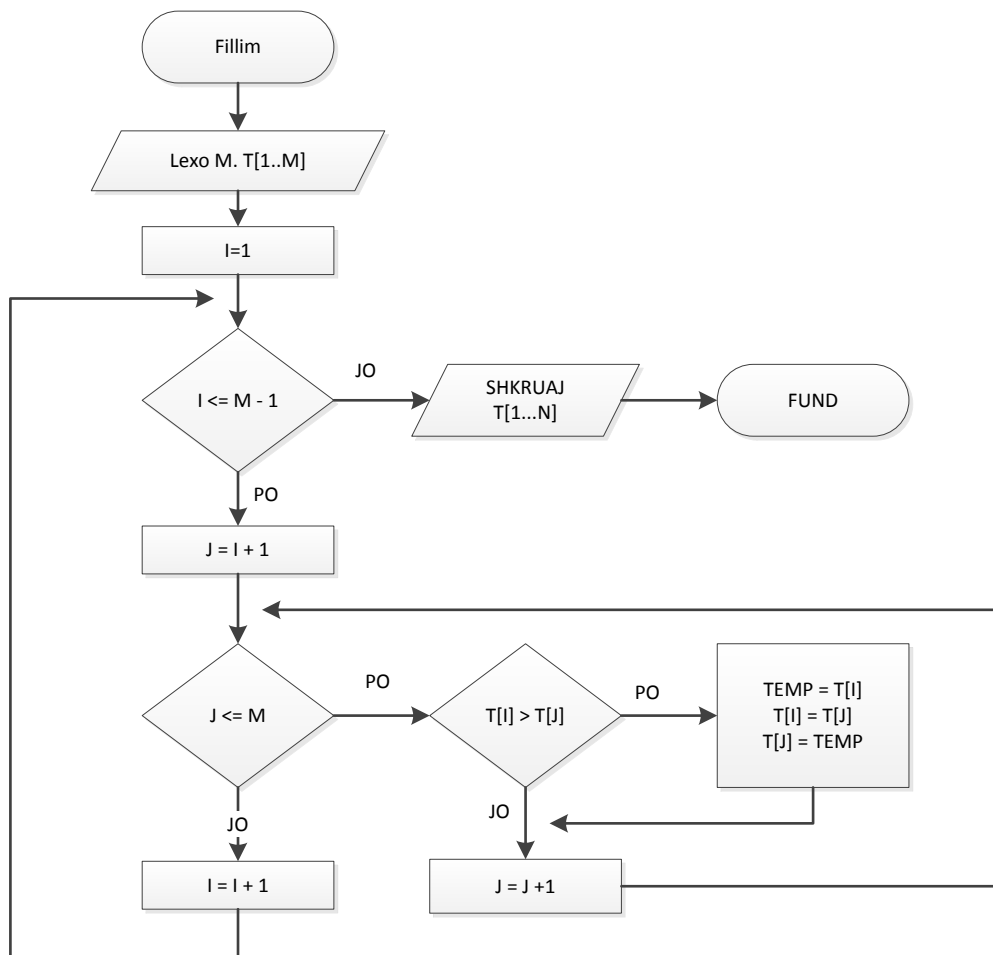 Fillim
Lexo M. T[1..M]
I=1
I <= M - 1
JO
SHKRUAJ
T[1...N]
FUND
PO
J = I + 1
J <= M
PO
T[I] > T[J]
PO
TEMP = T[I]
T[I] = T[J]
T[J] = TEMP
JO
JO
I = I + 1
J = J +1